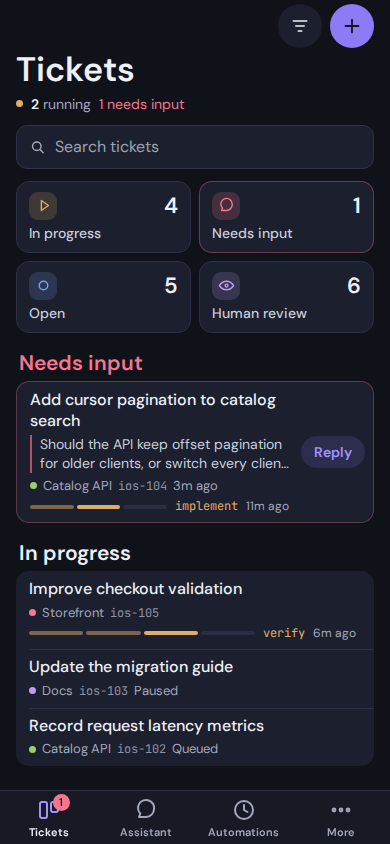 Tickets
2 running 1 needs input
Search tickets
4
In progress
1
Needs input
5
Open
6
Human review
Needs input
Add cursor pagination to catalog
search
Should the API keep offset pagination
for older clients, or switch every clien…
Reply
Catalog API ios-104 3m ago
implement 11m ago
In progress
Improve checkout validation
Storefront ios-105
verify 6m ago
Update the migration guide
Docs ios-103 Paused
Record request latency metrics
Catalog API ios-102 Queued
1
Tickets
Assistant
Automations
More